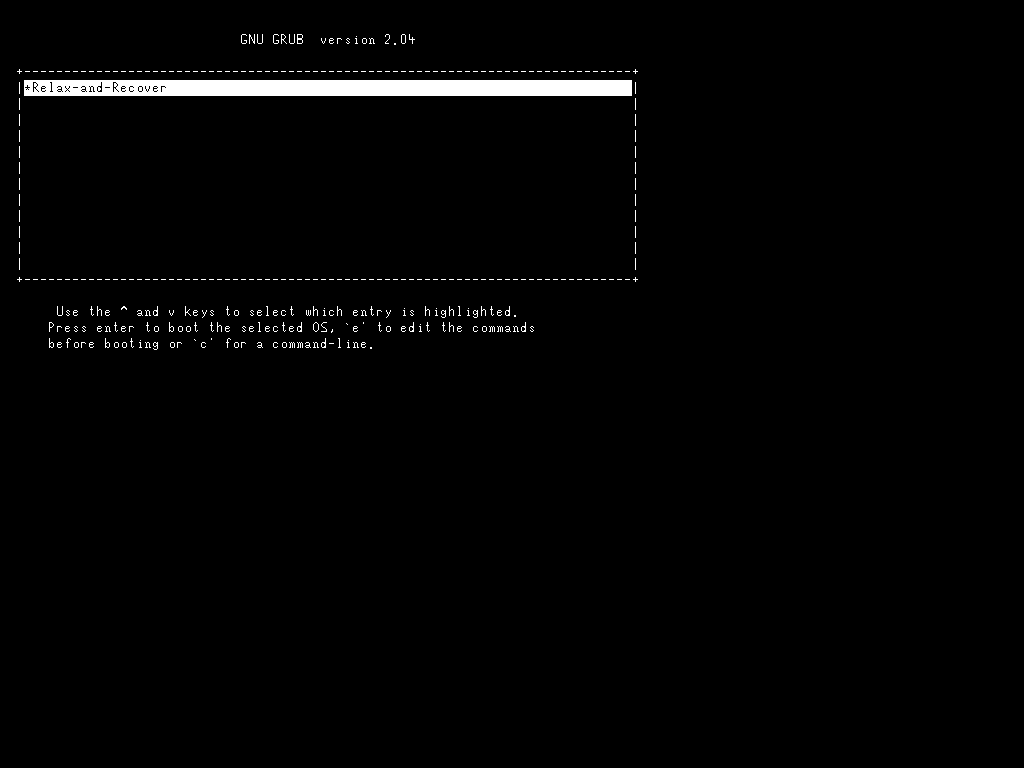 GNU GRUB  version 2.04
*Relax-and-Recover
Use the ^ and v keys to select which entry is highlighted.
Press enter to boot the selected OS, `e' to edit the commands
before booting or `c' for a command-line.